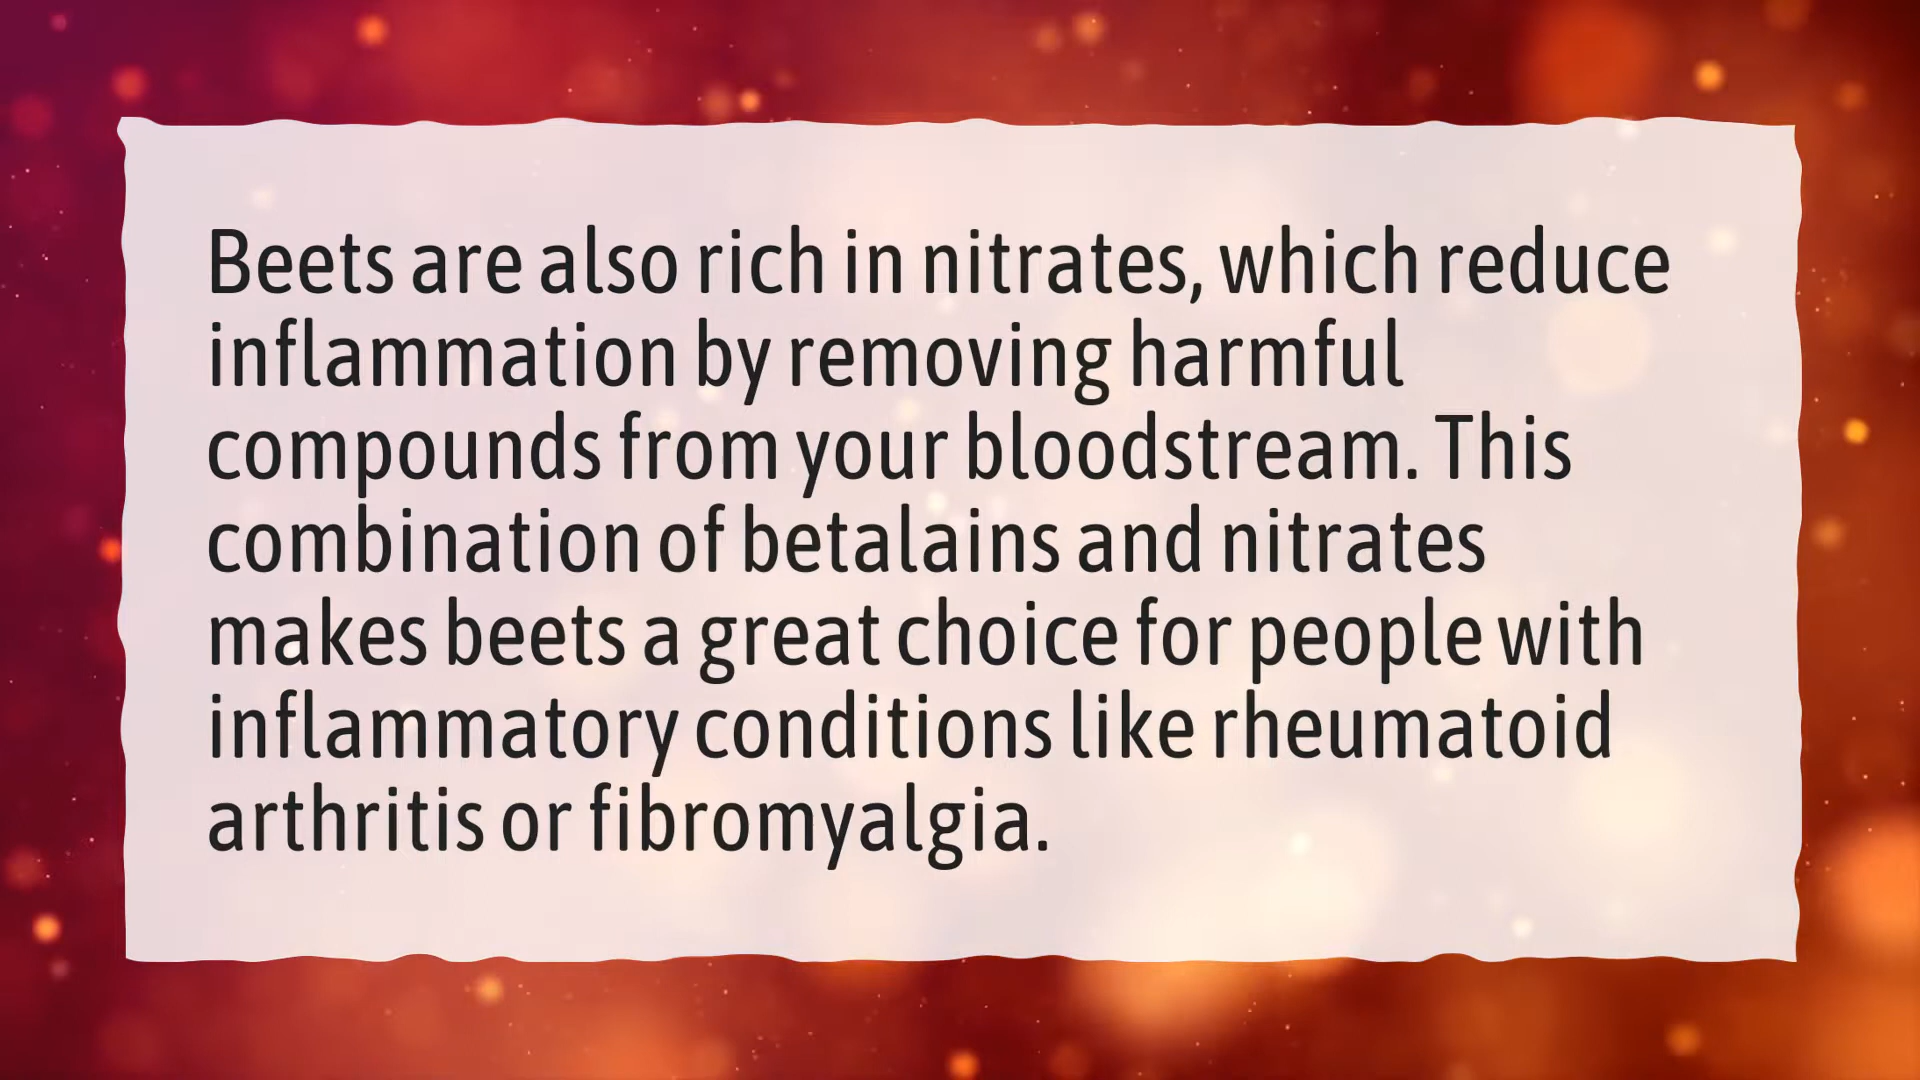 Beets are also rich in nitrates, which reduce
inflammation by removing harmful
compounds from your bloodstream. This
combination of betalains and nitrates
makes beets a great choice for people with
inflammatory conditions like rheumatoid
arthritis or fibromyalgia.